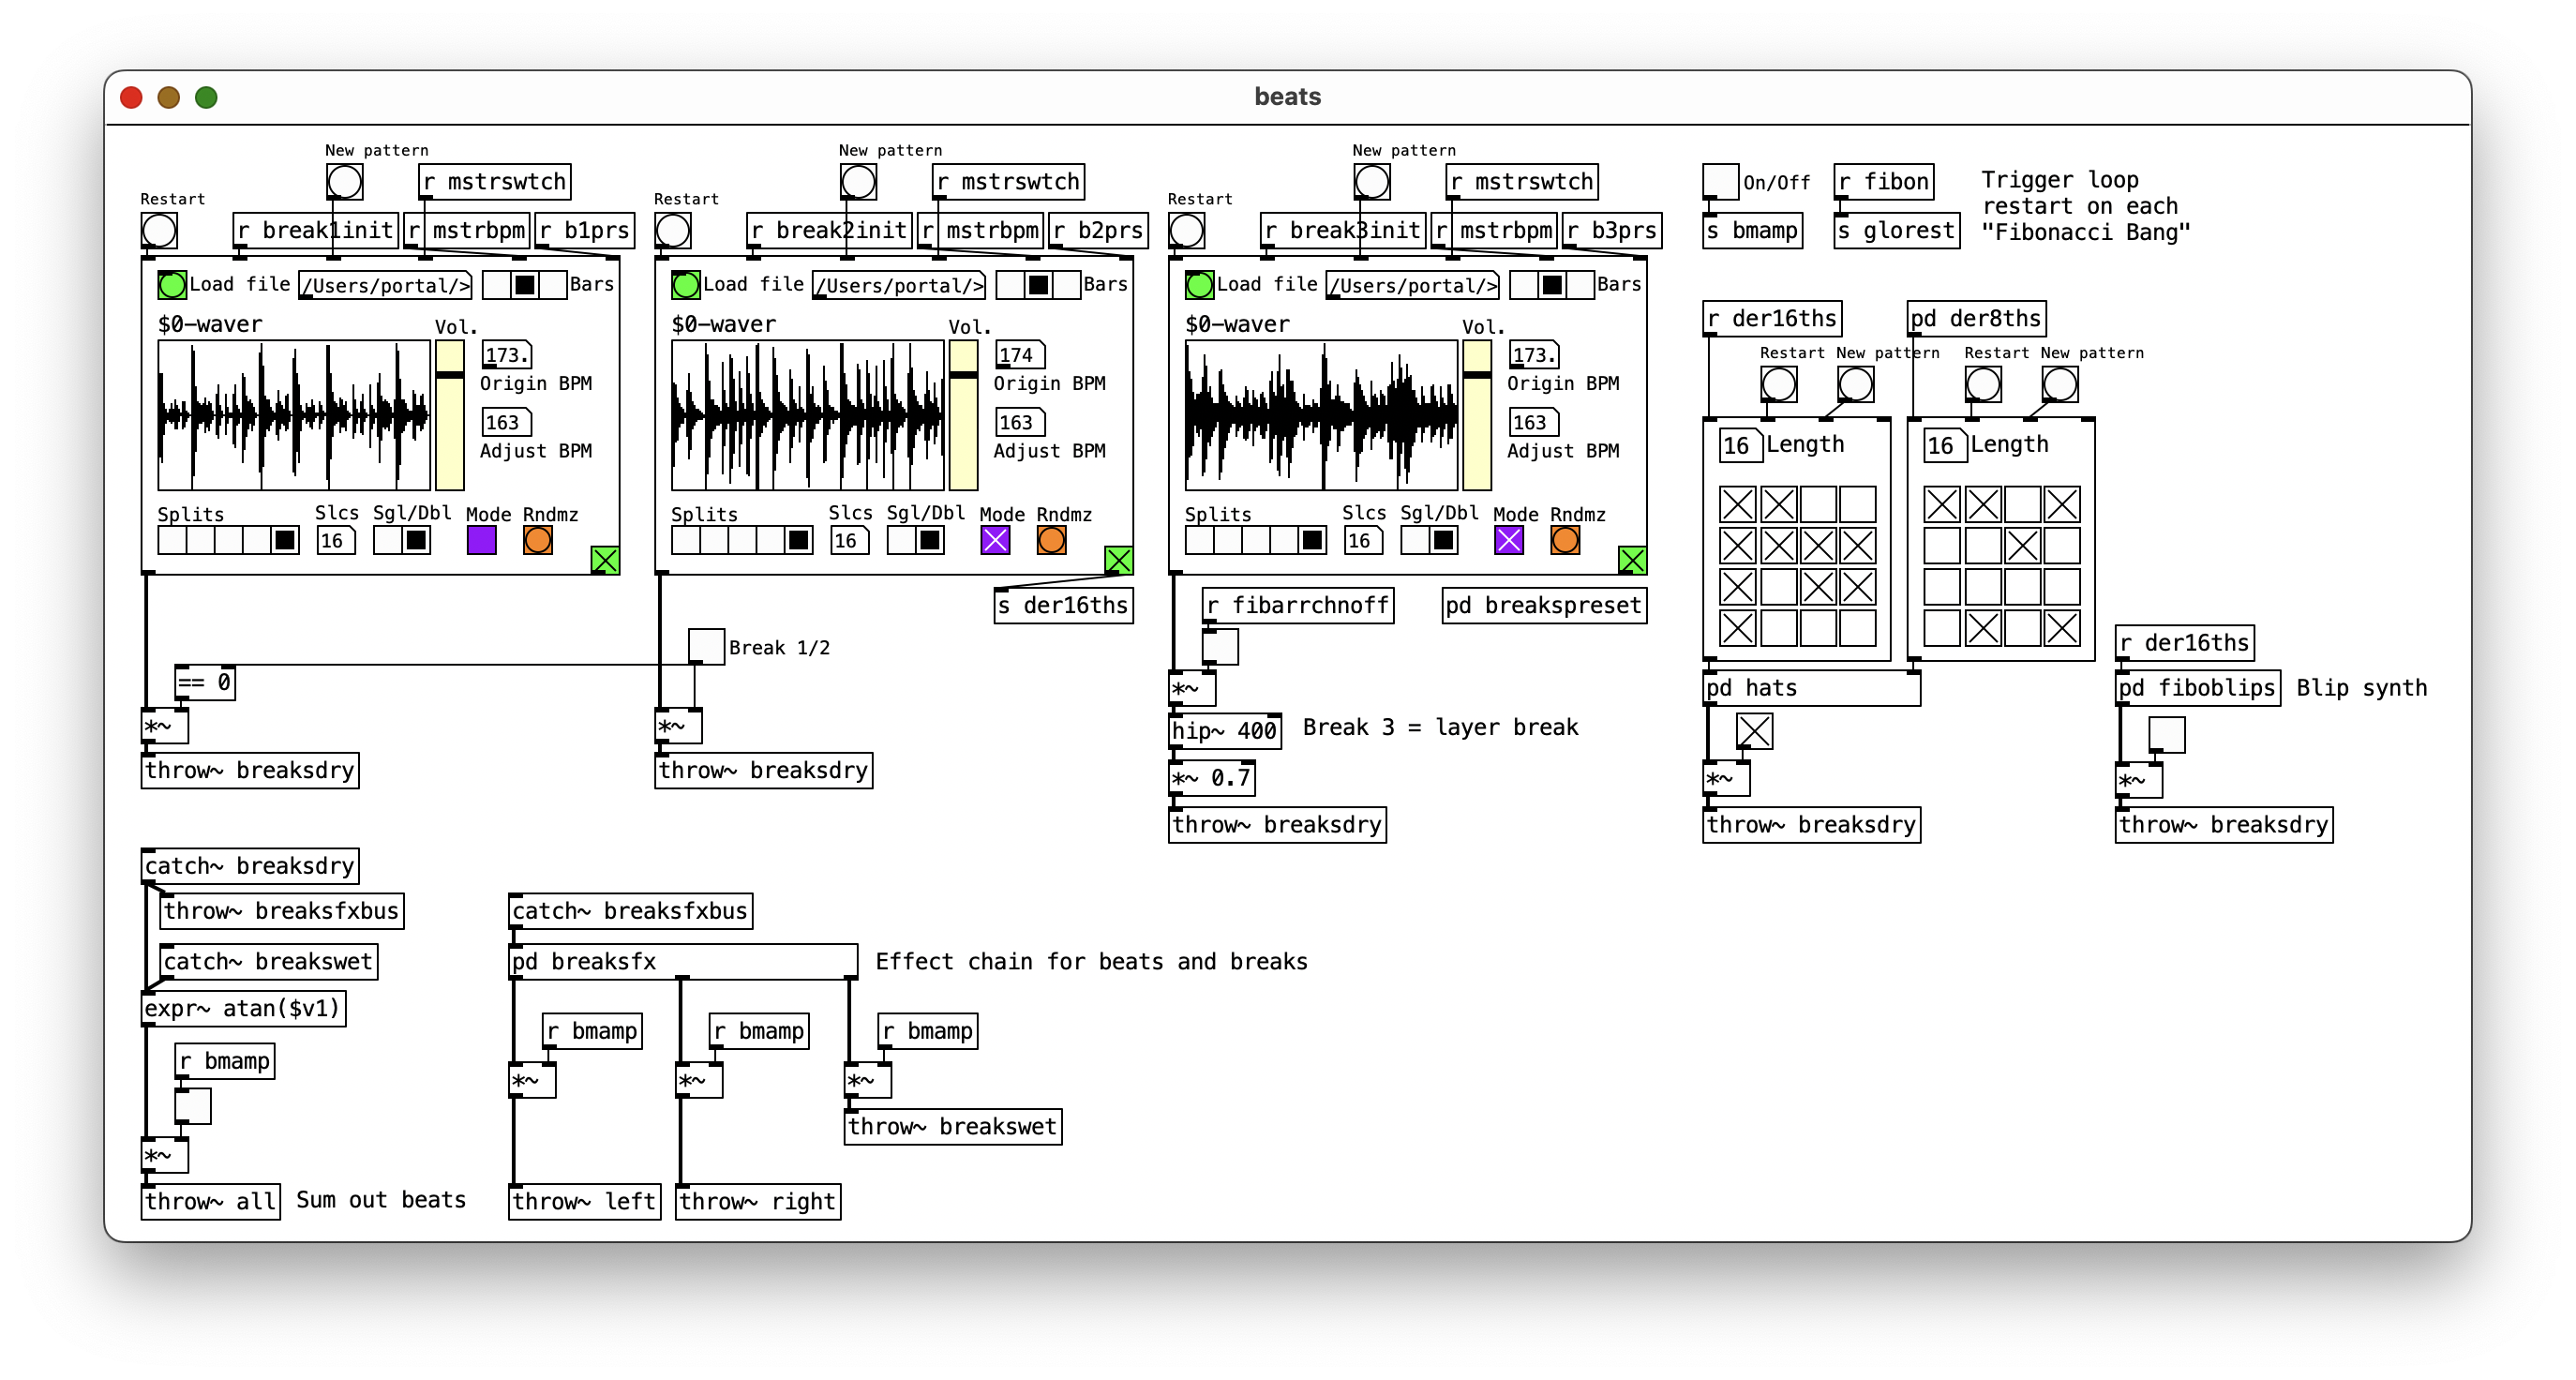 beats
New pattern
r mstrswtch
Restart
r break1init
r mstrbpm
r b1prs
Load file
/Users/portal/>
Bars
$0-waver
Vol.
173.
Origin BPM
163
Adjust BPM
Splits
Slcs
Sgl/Dbl
Mode
Rndmz
16
== 0
*~
throw~ breaksdry
New pattern
r mstrswtch
Restart
r break2init
r mstrbpm
r b2prs
Load file
/Users/portal/>
Bars
$0-waver
Vol.
174
Origin BPM
163
Adjust BPM
Splits
Slcs
Sgl/Dbl
Mode
Rndmz
16
s der16ths
Break 1/2
*~
throw~ breaksdry
New pattern
r mstrswtch
Restart
r break3init
r mstrbpm
r b3prs
Load file
/Users/portal/>
Bars
$0-waver
Vol.
173.
Origin BPM
163
Adjust BPM
Splits
Slcs
Sgl/Dbl
Mode
Rndmz
16
r fibarrchnoff
pd breakspreset
*~
hip~ 400
Break 3 = layer break
*~ 0.7
throw~ breaksdry
On/Off
s bmamp
r fibon
s glorest
Trigger loop
restart on each
"Fibonacci Bang"
r der16ths
pd der8ths
Restart
New pattern
Restart
New pattern
16
Length
16
Length
pd hats
*~
throw~ breaksdry
r der16ths
pd fiboblips
Blip synth
*~
throw~ breaksdry
catch~ breaksdry
throw~ breaksfxbus
catch~ breakswet
expr~ atan($v1)
r bmamp
*~
throw~ all
Sum out beats
catch~ breaksfxbus
pd breaksfx
Effect chain for beats and breaks
r bmamp
r bmamp
r bmamp
*~
*~
*~
throw~ breakswet
throw~ left
throw~ right